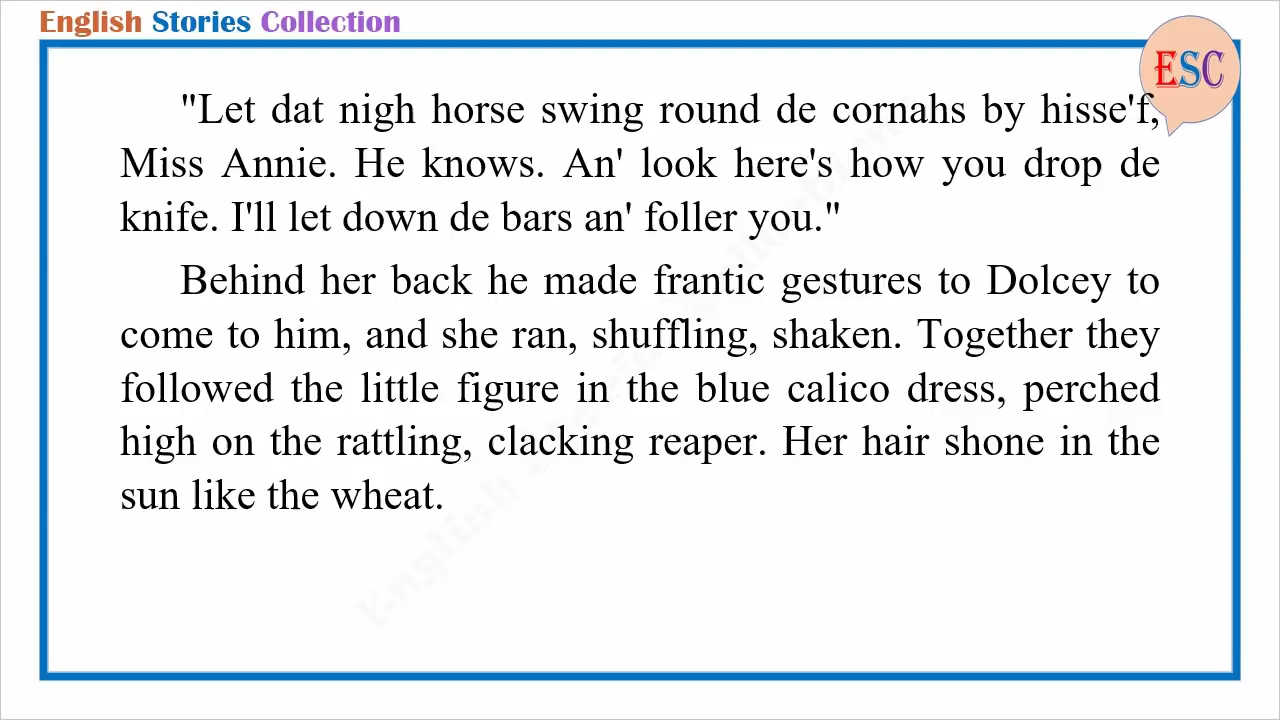 English Stories Collection
ESC
"Let dat nigh horse swing round de cornahs by hisse'f,
Miss Annie. He knows. An' look here's how you drop de
knife. I'll let down de bars an' foller you."
Behind her back he made frantic gestures to Dolcey to
come to him, and she ran, shuffling, shaken. Together they
followed the little figure in the blue calico dress, perched
high on the rattling, clacking reaper. Her hair shone in the
sun like the wheat.